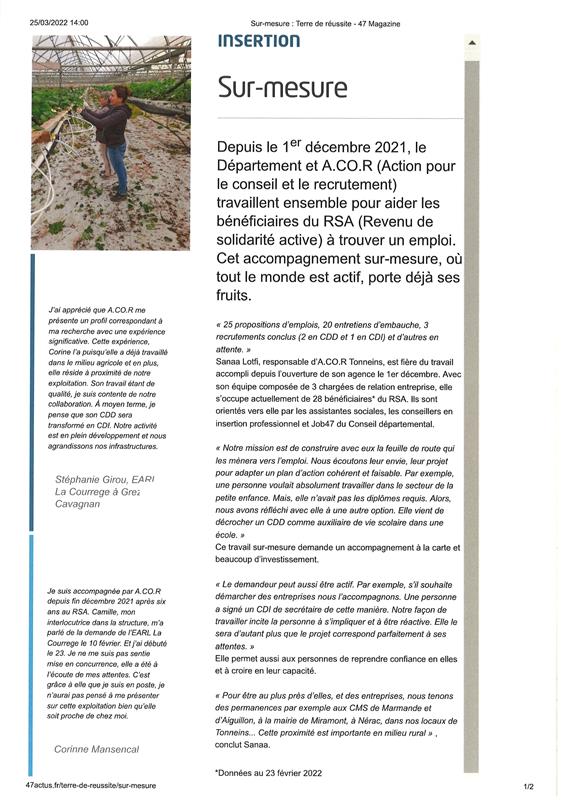 25/03/2022 14:00
Sur-mesure : Terre de réussite - 47 Magazine
INSERTION
Sur-mesure
Depuis le 1er décembre 2021, le
Département et A.CO.R (Action pour
le conseil et le recrutement)
travaillent ensemble pour aider les
bénéficiaires du RSA (Revenu de
solidarité active) à trouver un emploi.
Cet accompagnement sur-mesure, où
tout le monde est actif, porte déjà ses
fruits.
« 25 propositions d'emplois, 20 entretiens d'embauche, 3
recrutements conclus (2 en CDD et 1 en CDI) et d'autres en
attente. »
Sanaa Lotfi, responsable d'A.CO.R Tonneins, est fière du travail
accompli depuis l'ouverture de son agence le 1er décembre. Avec
son équipe composée de 3 chargées de relation entreprise, elle
s'occupe actuellement de 28 bénéficiaires* du RSA. Ils sont
orientés vers elle par les assistantes sociales, les conseillers en
insertion professionnel et Job47 du Conseil départemental.
« Notre mission est de construire avec eux la feuille de route qui
les mènera vers l'emploi. Nous écoutons leur envie, leur projet
pour adapter un plan d'action cohérent et faisable. Par exemple,
une personne voulait absolument travailler dans le secteur de la
petite enfance. Mais, elle n'avait pas les diplômes requis. Alors,
nous avons réfléchi avec elle à une autre option. Elle vient de
décrocher un CDD comme auxiliaire de vie scolaire dans une
école. »
Ce travail sur-mesure demande un accompagnement à la carte et
beaucoup d'investissement.
« Le demandeur peut aussi être actif. Par exemple, s'il souhaite
démarcher des entreprises nous l'accompagnons. Une personne
a signé un CDI de secrétaire de cette manière. Notre façon de
travailler incite la personne à s'impliquer et à être réactive. Elle le
sera d'autant plus que le projet correspond parfaitement à ses
attentes. »
Elle permet aussi aux personnes de reprendre confiance en elles
et à croire en leur capacité.
« Pour être au plus près d'elles, et des entreprises, nous tenons
des permanences par exemple aux CMS de Marmande et
d'Aiguillon, à la mairie de Miramont, à Nérac, dans nos locaux de
Tonneins... Cette proximité est importante en milieu rural » ,
conclut Sanaa.
*Données au 23 février 2022
J'ai apprécié que A.CO.R me
présente un profil correspondant à
ma recherche avec une expérience
significative. Cette expérience,
Corine l'a puisqu'elle a déjà travaillé
dans le milieu agricole et en plus,
elle réside à proximité de notre
exploitation. Son travail étant de
qualité, je suis contente de notre
collaboration. À moyen terme, je
pense que son CDD sera
transformé en CDI. Notre activité
est en plein développement et nous
agrandissons nos infrastructures.
Stéphanie Girou, EARl
La Courrege à Grez
Cavagnan
Je suis accompagnée par A.CO.R
depuis fin décembre 2021 après six
ans au RSA. Camille, mon
interlocutrice dans la structure, m'a
parlé de la demande de l'EARL La
Courrege le 10 février. Et j'ai débuté
le 23. Je ne me suis pas sentie
mise en concurrence, elle a été à
l'écoute de mes attentes. C'est
grâce à elle que je suis en poste, je
n'aurai pas pensé à me présenter
sur cette exploitation bien qu'elle
soit proche de chez moi.
Corinne Mansencal
47actus.fr/terre-de-reussite/sur-mesure
1/2